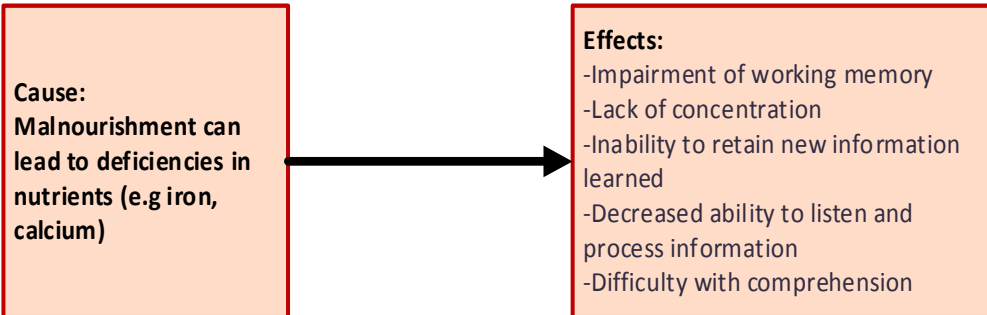 Cause:
Malnourishment can
lead to deficiencies in
nutrients (e.g iron,
calcium)
Effects:
-Impairment of working memory
-Lack of concentration
-Inability to retain new information
learned
-Decreased ability to listen and
process information
-Difficulty with comprehension